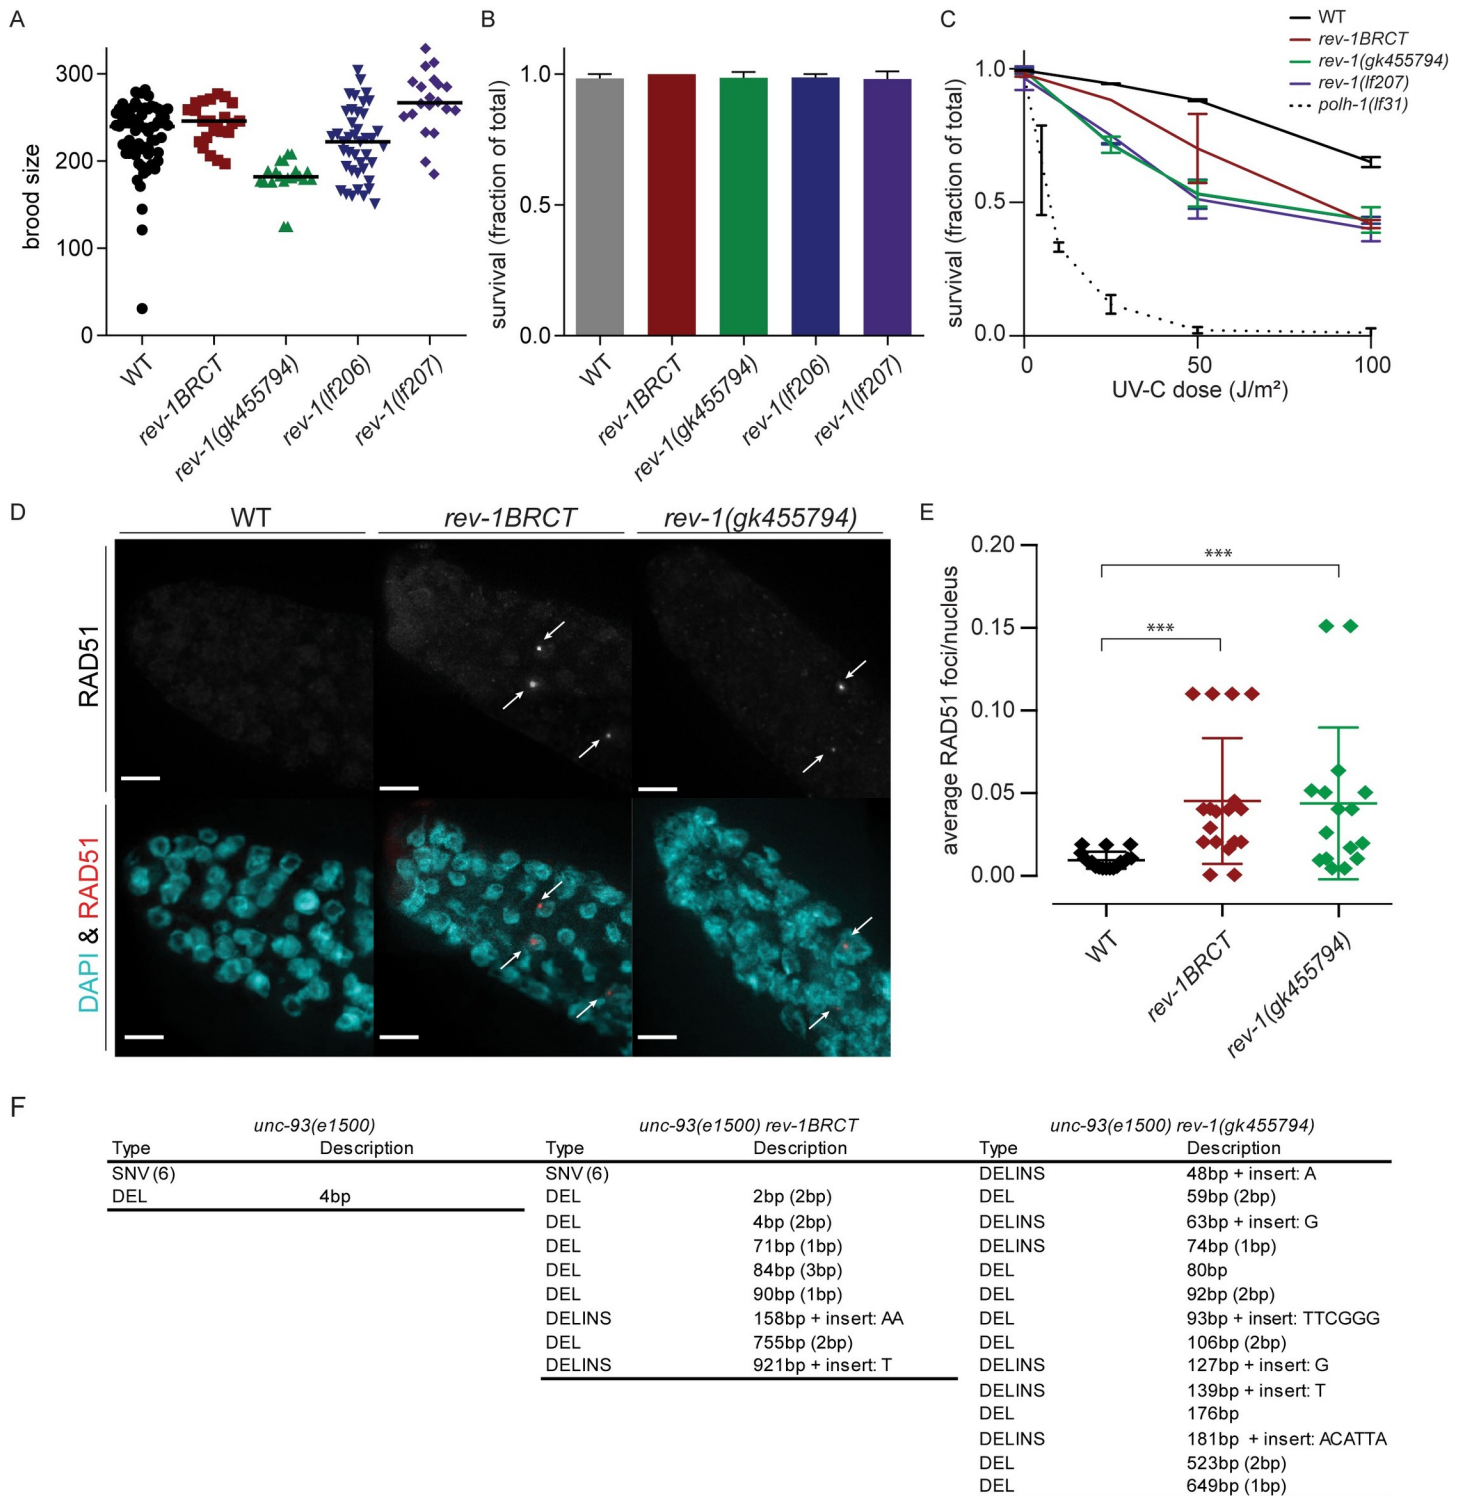 A
brood size
300
200
100
0
WT
rev-1BRCT
rev-1(gk455794)
rev-1(lf206)
rev-1(lf207)
B
survival (fraction of total)
1.0
0.5
0.0
WT
rev-1BRCT
rev-1(gk455794)
rev-1(lf206)
rev-1(lf207)
C
survival (fraction of total)
1.0
0.5
0.0
0 50 100
UV-C dose (J/m²)
WT
rev-1BRCT
rev-1(gk455794)
rev-1(lf207)
polh-1(lf31)
D
WT rev-1BRCT rev-1(gk455794)
RAD51
DAPI & RAD51
E
average RAD51 foci/nucleus
0.20
0.15
0.10
0.05
0.00
***
***
WT
rev-1BRCT
rev-1(gk455794)
F
unc-93(e1500)
Type Description
SNV (6)
DEL 4bp
unc-93(e1500) rev-1BRCT
Type Description
SNV (6)
DEL 2bp (2bp)
DEL 4bp (2bp)
DEL 71bp (1bp)
DEL 84bp (3bp)
DEL 90bp (1bp)
DELINS 158bp + insert: AA
DEL 755bp (2bp)
DELINS 921bp + insert: T
unc-93(e1500) rev-1(gk455794)
Type Description
DELINS 48bp + insert: A
DEL 59bp (2bp)
DELINS 63bp + insert: G
DELINS 74bp (1bp)
DEL 80bp
DEL 92bp (2bp)
DEL 93bp + insert: TTCGGG
DEL 106bp (2bp)
DELINS 127bp + insert: G
DELINS 139bp + insert: T
DEL 176bp
DELINS 181bp + insert: ACATTA
DEL 523bp (2bp)
DEL 649bp (1bp)